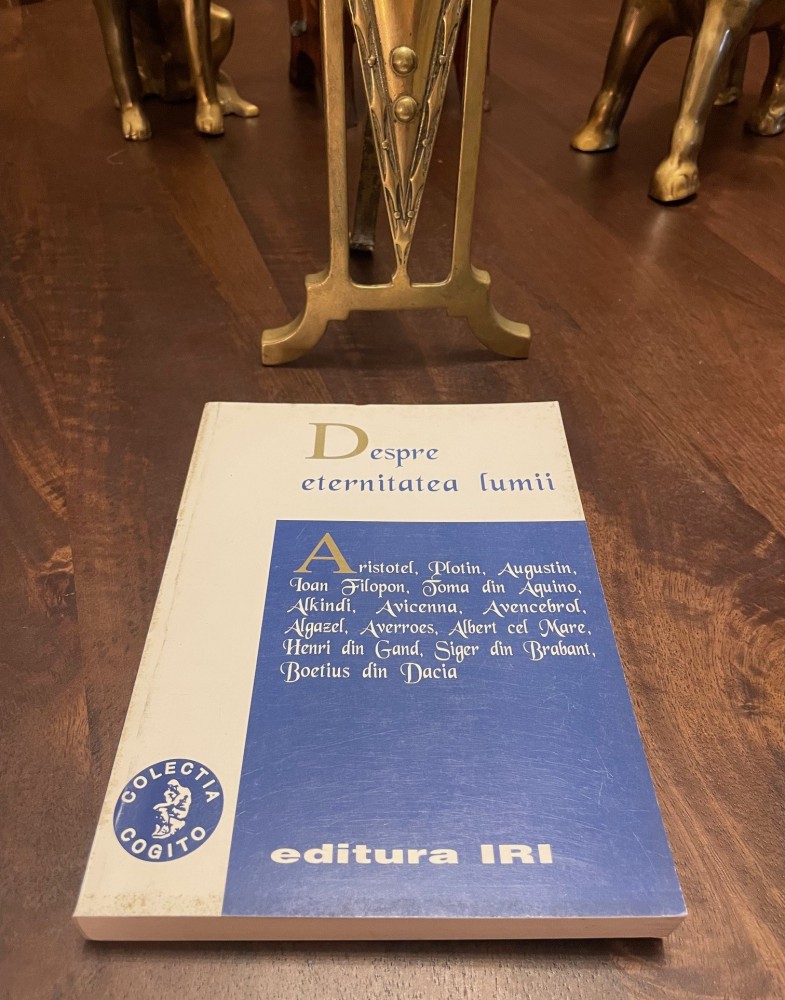 Despre
eternitatea lumii
Aristotel, Plotin, Augustin,
Ioan Filopon, Toma din Aquino,
Alkindi, Avicenna, Avencebrol,
Algazel, Averroes, Albert cel Mare,
Henri din Gand, Siger din Brabant,
Boetius din Dacia
COLECTIA
COGITO
editura IRI